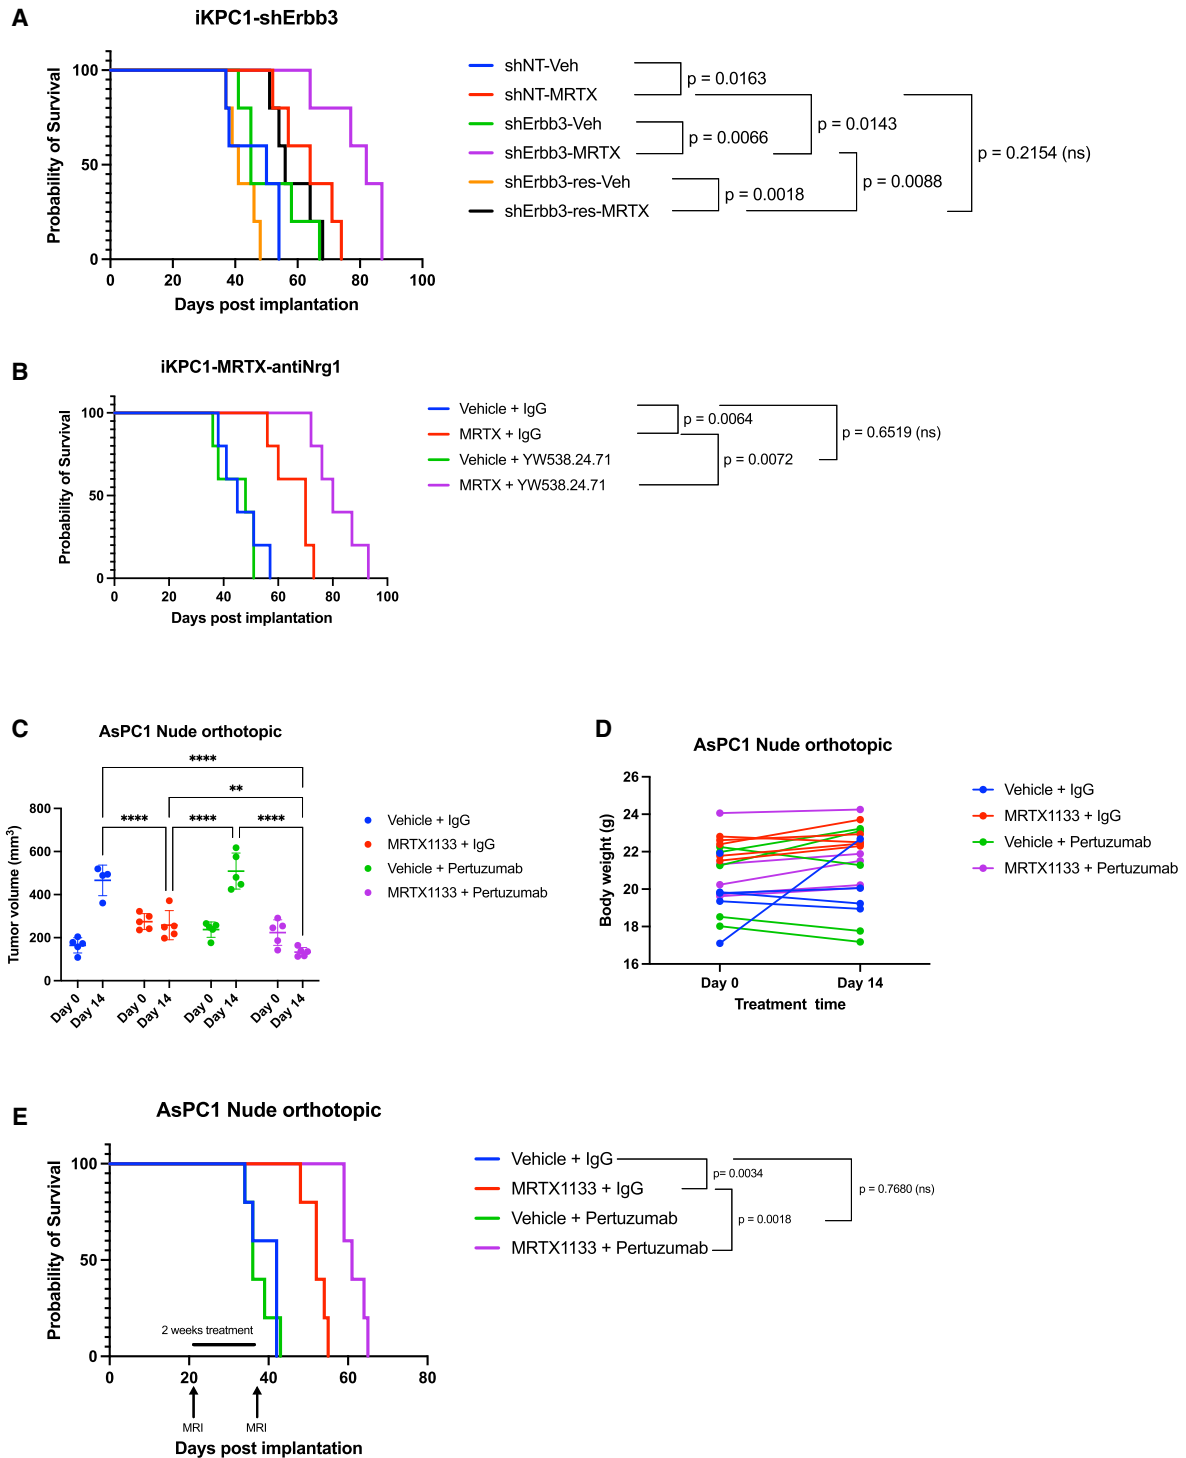 A
iKPC1-shErbb3
Probability of Survival
100
50
0
0 20 40 60 80 100
Days post implantation
shNT-Veh
shNT-MRTX
shErbb3-Veh
shErbb3-MRTX
shErbb3-res-Veh
shErbb3-res-MRTX
p = 0.0163
p = 0.0066
p = 0.0018
p = 0.0143
p = 0.0088
p = 0.2154 (ns)
B
iKPC1-MRTX-antiNrg1
Probability of Survival
100
50
0
0 20 40 60 80 100
Days post implantation
Vehicle + IgG
MRTX + IgG
Vehicle + YW538.24.71
MRTX + YW538.24.71
p = 0.0064
p = 0.0072
p = 0.6519 (ns)
C
AsPC1 Nude orthotopic
****
**
**** **** ****
Tumor volume (mm³)
800
600
400
200
0
Day 0 Day 14 Day 0 Day 14 Day 0 Day 14 Day 0 Day 14
Vehicle + IgG
MRTX1133 + IgG
Vehicle + Pertuzumab
MRTX1133 + Pertuzumab
D
AsPC1 Nude orthotopic
Body weight (g)
26
24
22
20
18
16
Day 0 Day 14
Treatment time
Vehicle + IgG
MRTX1133 + IgG
Vehicle + Pertuzumab
MRTX1133 + Pertuzumab
E
AsPC1 Nude orthotopic
Probability of Survival
100
50
0
2 weeks treatment
0 20 40 60 80
MRI MRI
Days post implantation
Vehicle + IgG
MRTX1133 + IgG
Vehicle + Pertuzumab
MRTX1133 + Pertuzumab
p= 0.0034
p = 0.0018
p = 0.7680 (ns)